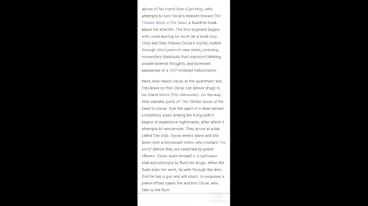 advice of his friend Alex (Cyril Roy), who
attempts to turn Oscar's interest toward The
Tibetan Book of the Dead, a Buddhist book
about the afterlife. The first segment begins
with Linda leaving for work (at a local strip
club) and then follows Oscar's nightly routine
through strict point-of-view shots, including
momentary blackouts that represent blinking,
private internal thoughts, and extended
sequences of a DMT-induced hallucination.
Next, Alex meets Oscar at the apartment and
they leave so that Oscar can deliver drugs to
his friend Victor (Olly Alexander). On the way,
Alex explains parts of The Tibetan Book of the
Dead to Oscar: how the spirit of a dead person
sometimes stays among the living until it
begins to experience nightmares, after which it
attempts to reincarnate. They arrive at a bar
called The Void. Oscar enters alone and sits
down with a distressed Victor, who mutters "I'm
sorry" before they are swarmed by police
officers. Oscar seals himself in a bathroom
stall and attempts to flush his drugs. When the
flush does not work, he yells through the door
that he has a gun and will shoot. In response, a
police officer opens fire and hits Oscar, who
falls to the floor.